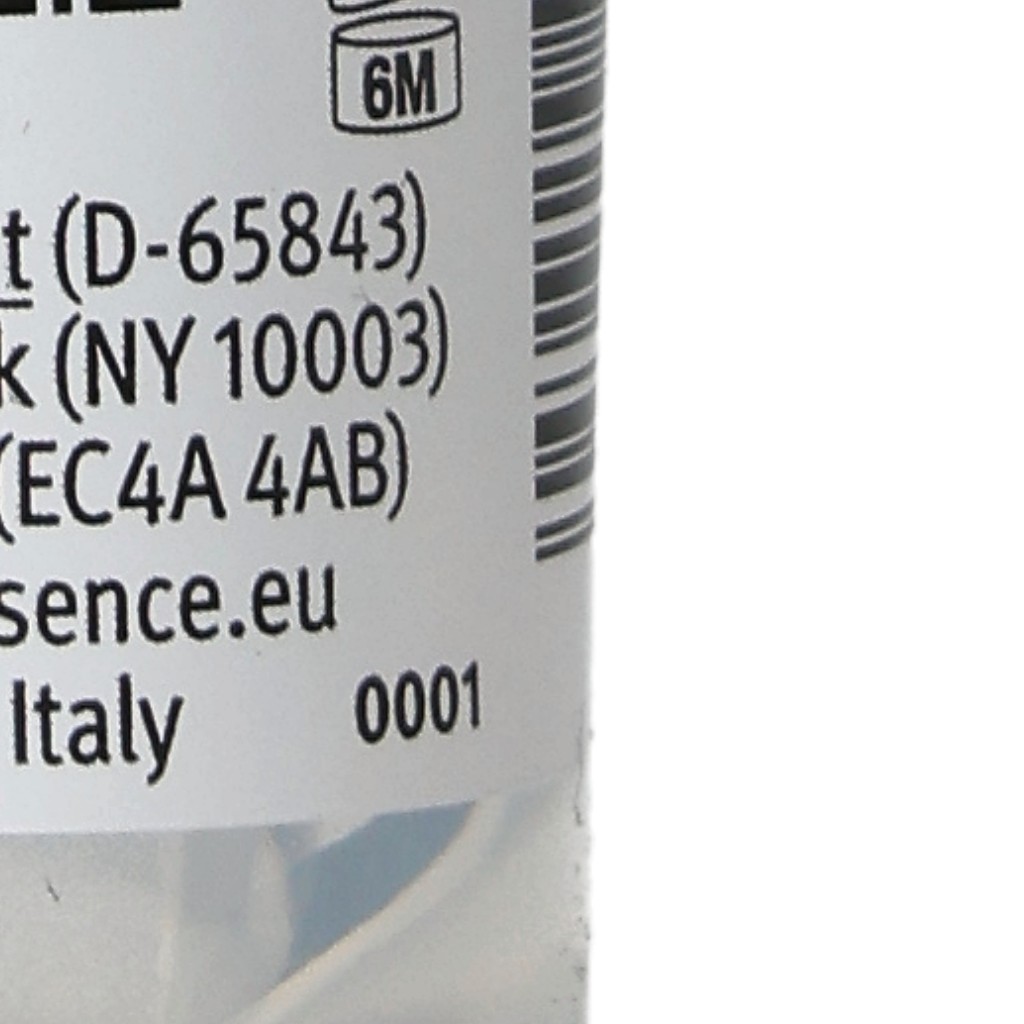 6M
t (D-65843)
k (NY 10003)
(EC4A 4AB)
sence.eu
Italy 0001